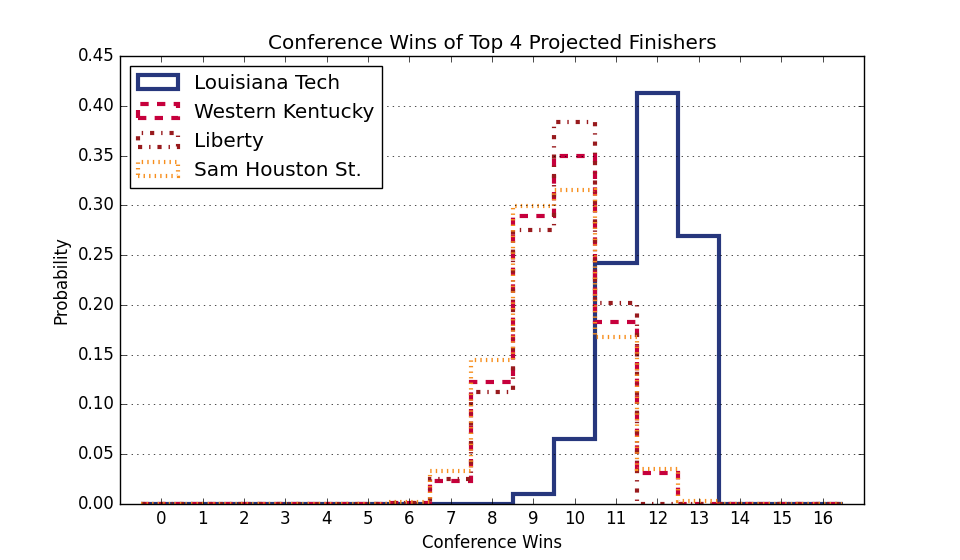 Conference Wins of Top 4 Projected Finishers
Louisiana Tech
Western Kentucky
Liberty
Sam Houston St.
Probability
0.45
0.40
0.35
0.30
0.25
0.20
0.15
0.10
0.05
0.00
0 1 2 3 4 5 6 7 8 9 10 11 12 13 14 15 16
Conference Wins